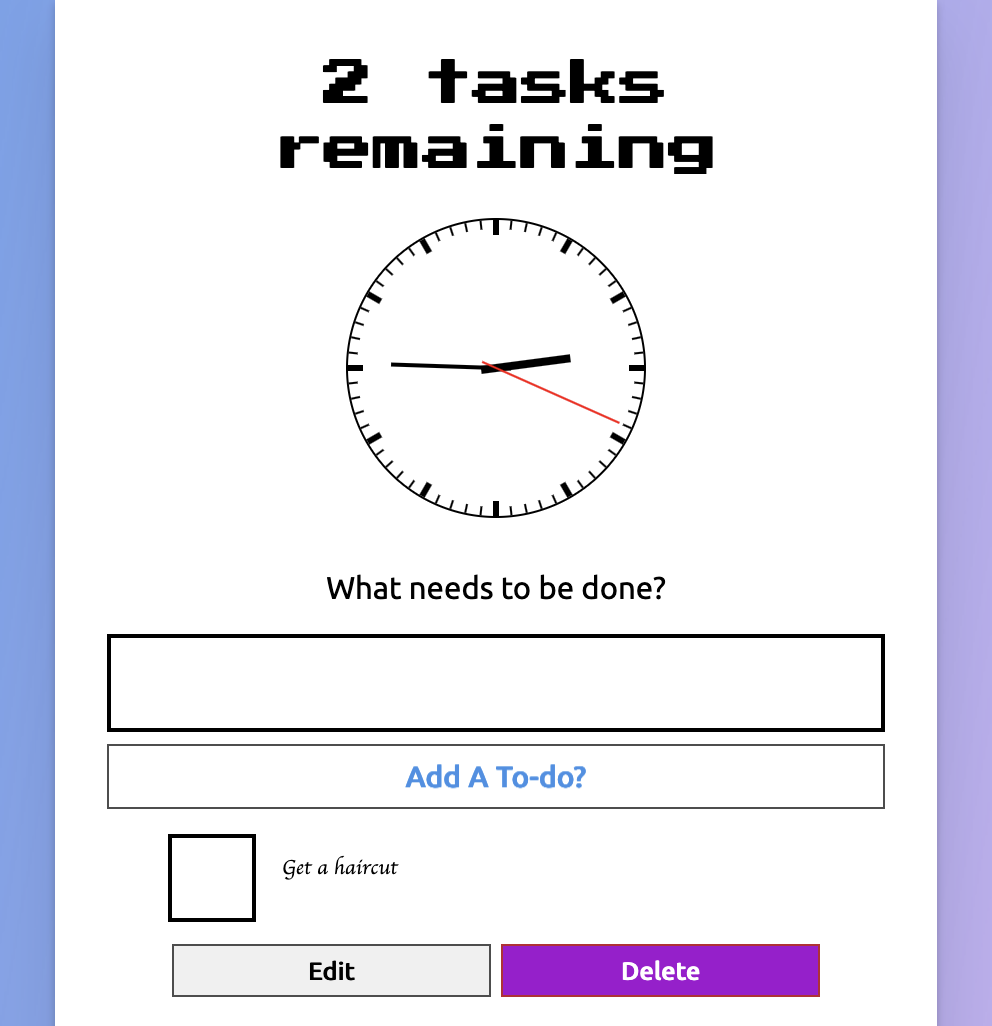 2 tasks
remaining
What needs to be done?
Add A To-do?
Get a haircut
Edit
Delete